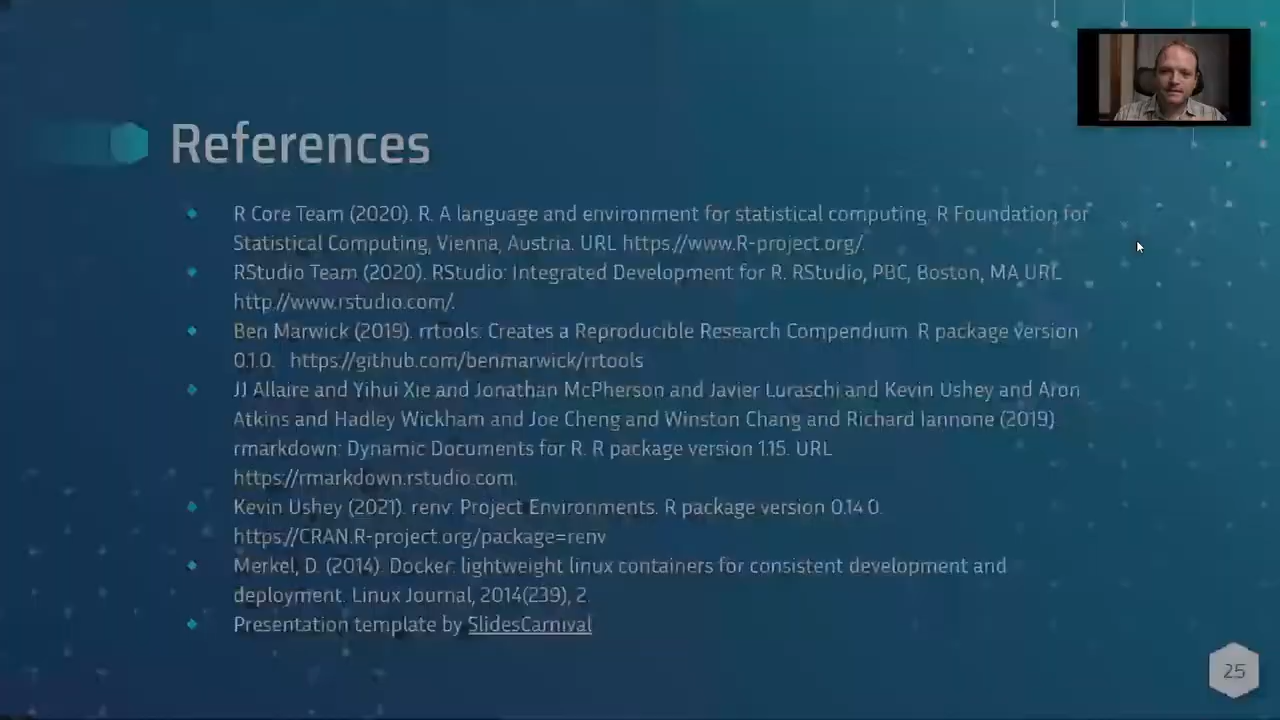 References
R Core Team (2020). R. A language and environment for statistical computing. R Foundation for
Statistical Computing, Vienna, Austria. URL https://www.R-project.org/.
RStudio Team (2020). RStudio: Integrated Development for R. RStudio, PBC, Boston, MA URL
http://www.rstudio.com/.
Ben Marwick (2019). rrtools: Creates a Reproducible Research Compendium. R package version
0.1.0. https://github.com/benmarwick/rrtools
JJ Allaire and Yihui Xie and Jonathan McPherson and Javier Luraschi and Kevin Ushey and Aron
Atkins and Hadley Wickham and Joe Cheng and Winston Chang and Richard Iannone (2019).
rmarkdown: Dynamic Documents for R. R package version 1.15. URL
https://rmarkdown.rstudio.com.
Kevin Ushey (2021). renv: Project Environments. R package version 0.14.0.
https://CRAN.R-project.org/package=renv
Merkel, D. (2014). Docker: lightweight linux containers for consistent development and
deployment. Linux Journal, 2014(239), 2.
Presentation template by SlidesCarnival
25